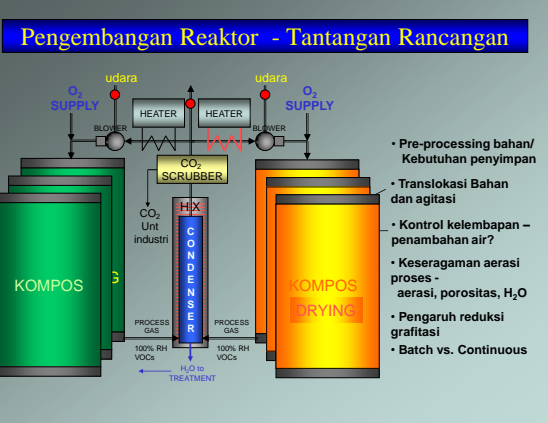 Pengembangan Reaktor - Tantangan Rancangan
udara
udara
O₂
SUPPLY
O₂
SUPPLY
HEATER
HEATER
BLOWER
BLOWER
CO₂
SCRUBBER
CO₂
Unt
industri
HX
CONDENSER
KOMPOS
G
KOMPOS
DRYING
PROCESS
GAS
PROCESS
GAS
100% RH
VOCs
100% RH
VOCs
H₂O to
TREATMENT
• Pre-processing bahan/
Kebutuhan penyimpan
• Translokasi Bahan
dan agitasi
• Kontrol kelembapan –
penambahan air?
• Keseragaman aerasi
proses -
aerasi, porositas, H₂O
• Pengaruh reduksi
grafitasi
• Batch vs. Continuous